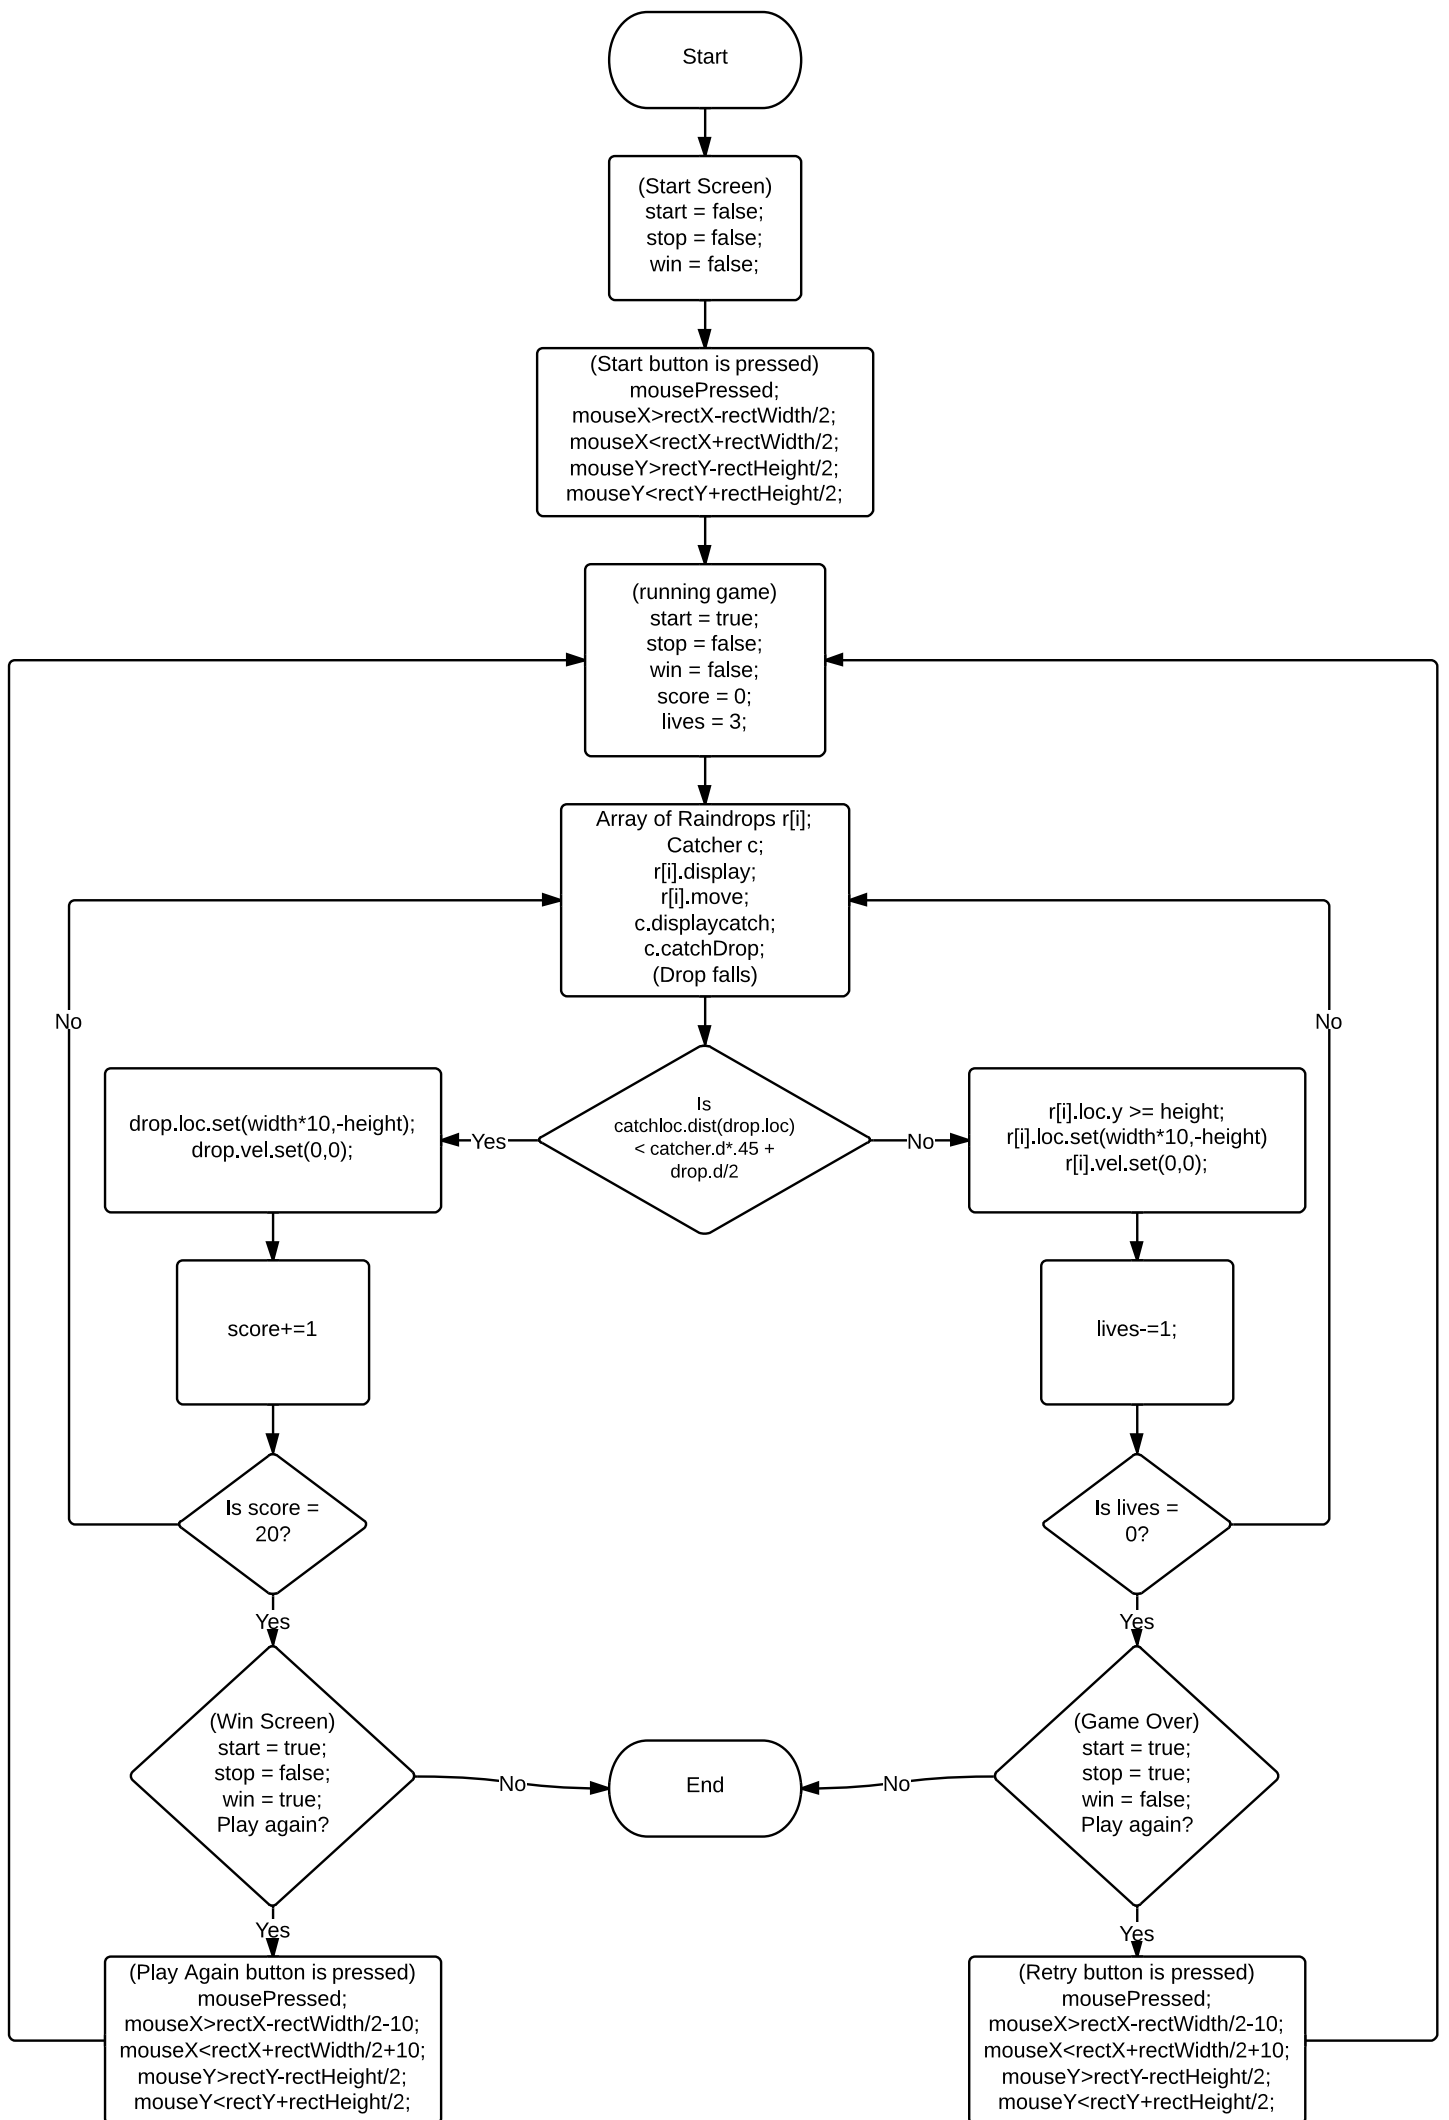 Start
(Start Screen)
start = false;
stop = false;
win = false;
(Start button is pressed)
mousePressed;
mouseX>rectX-rectWidth/2;
mouseX<rectX+rectWidth/2;
mouseY>rectY-rectHeight/2;
mouseY<rectY+rectHeight/2;
(running game)
start = true;
stop = false;
win = false;
score = 0;
lives = 3;
Array of Raindrops r[i];
Catcher c;
r[i].display;
r[i].move;
c.displaycatch;
c.catchDrop;
(Drop falls)
No
No
drop.loc.set(width*10,-height);
drop.vel.set(0,0);
Yes
Is
catchloc.dist(drop.loc)
< catcher.d*.45 +
drop.d/2
No
r[i].loc.y >= height;
r[i].loc.set(width*10,-height)
r[i].vel.set(0,0);
score+=1
lives-=1;
Is score =
20?
Is lives =
0?
Yes
Yes
(Win Screen)
start = true;
stop = false;
win = true;
Play again?
No
End
No
(Game Over)
start = true;
stop = true;
win = false;
Play again?
Yes
Yes
(Play Again button is pressed)
mousePressed;
mouseX>rectX-rectWidth/2-10;
mouseX<rectX+rectWidth/2+10;
mouseY>rectY-rectHeight/2;
mouseY<rectY+rectHeight/2;
(Retry button is pressed)
mousePressed;
mouseX>rectX-rectWidth/2-10;
mouseX<rectX+rectWidth/2+10;
mouseY>rectY-rectHeight/2;
mouseY<rectY+rectHeight/2;